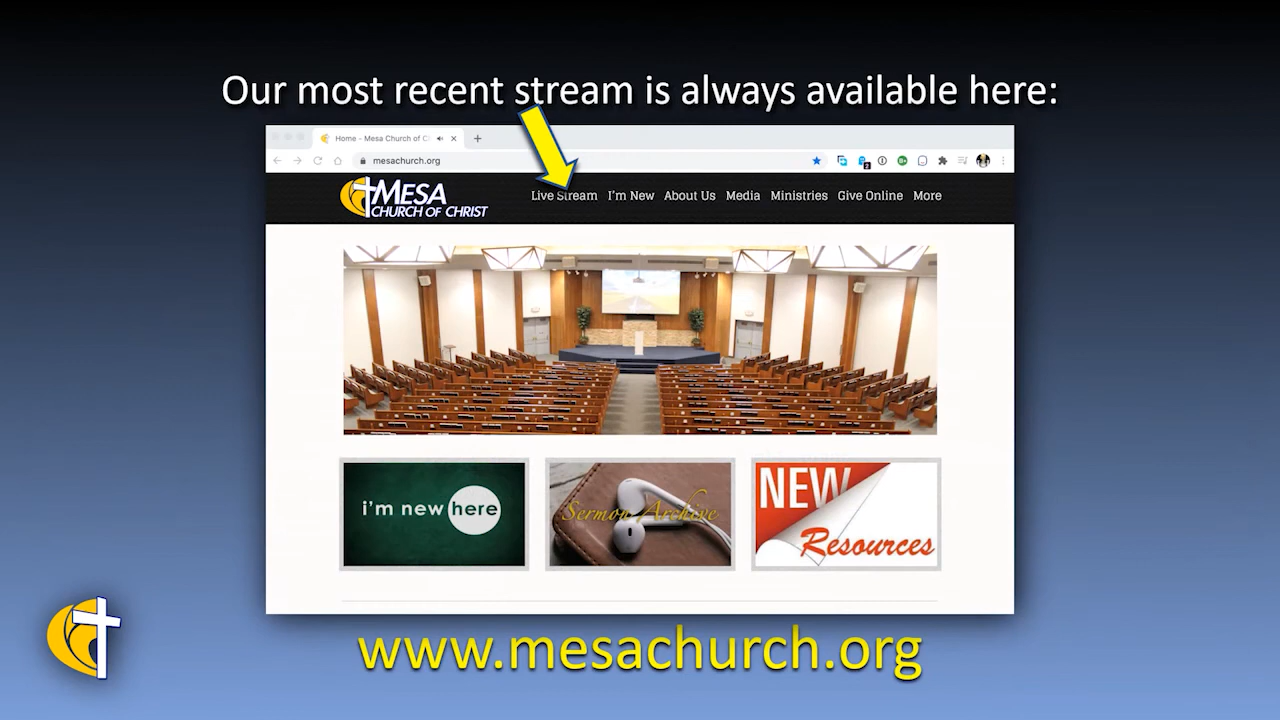 Our most recent stream is always available here:
Home - Mesa Church of C
mesachurch.org
MESA
CHURCH OF CHRIST
Live Stream I'm New About Us Media Ministries Give Online More
i'm new here
Sermon Archive
NEW
Resources
www.mesachurch.org